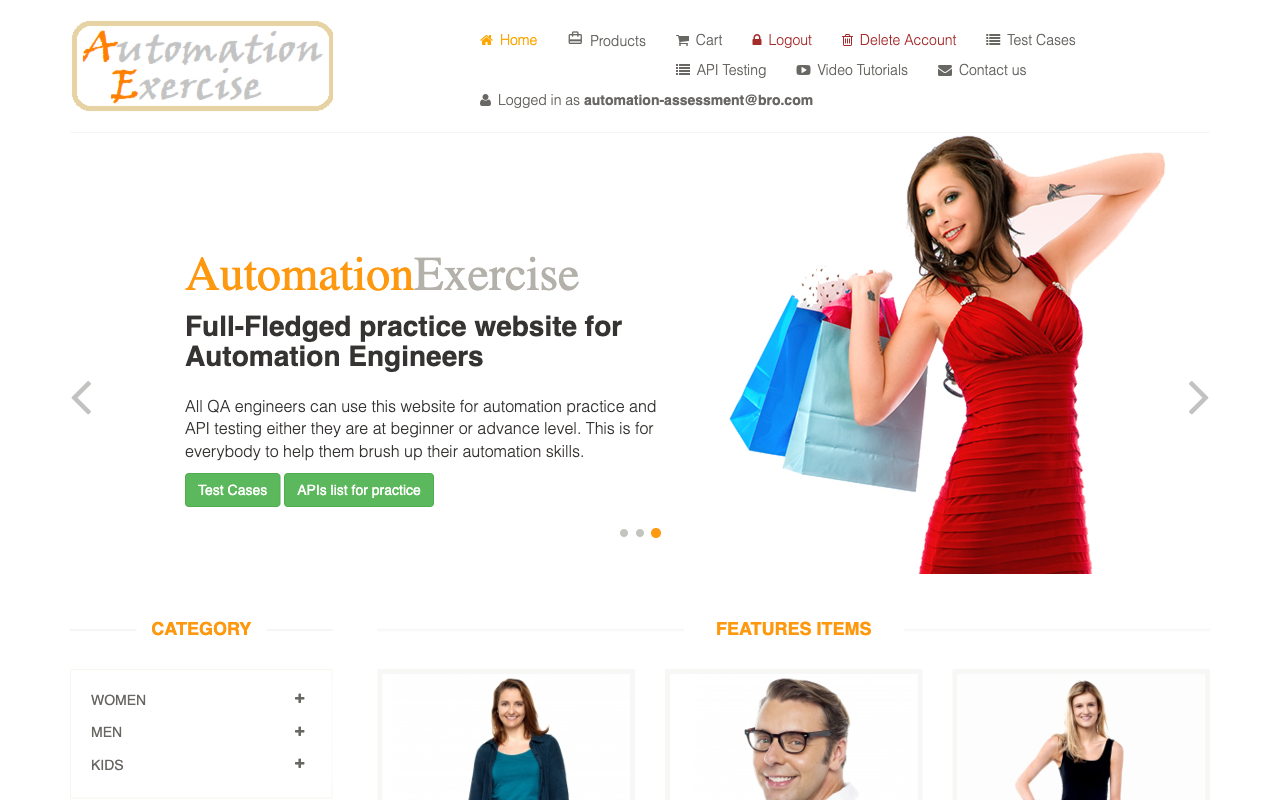 Automation
Exercise
Home Products Cart Logout Delete Account Test Cases
API Testing Video Tutorials Contact us
Logged in as automation-assessment@bro.com
AutomationExercise
Full-Fledged practice website for
Automation Engineers
All QA engineers can use this website for automation practice and
API testing either they are at beginner or advance level. This is for
everybody to help them brush up their automation skills.
Test Cases APIs list for practice
CATEGORY
WOMEN
MEN
KIDS
FEATURES ITEMS